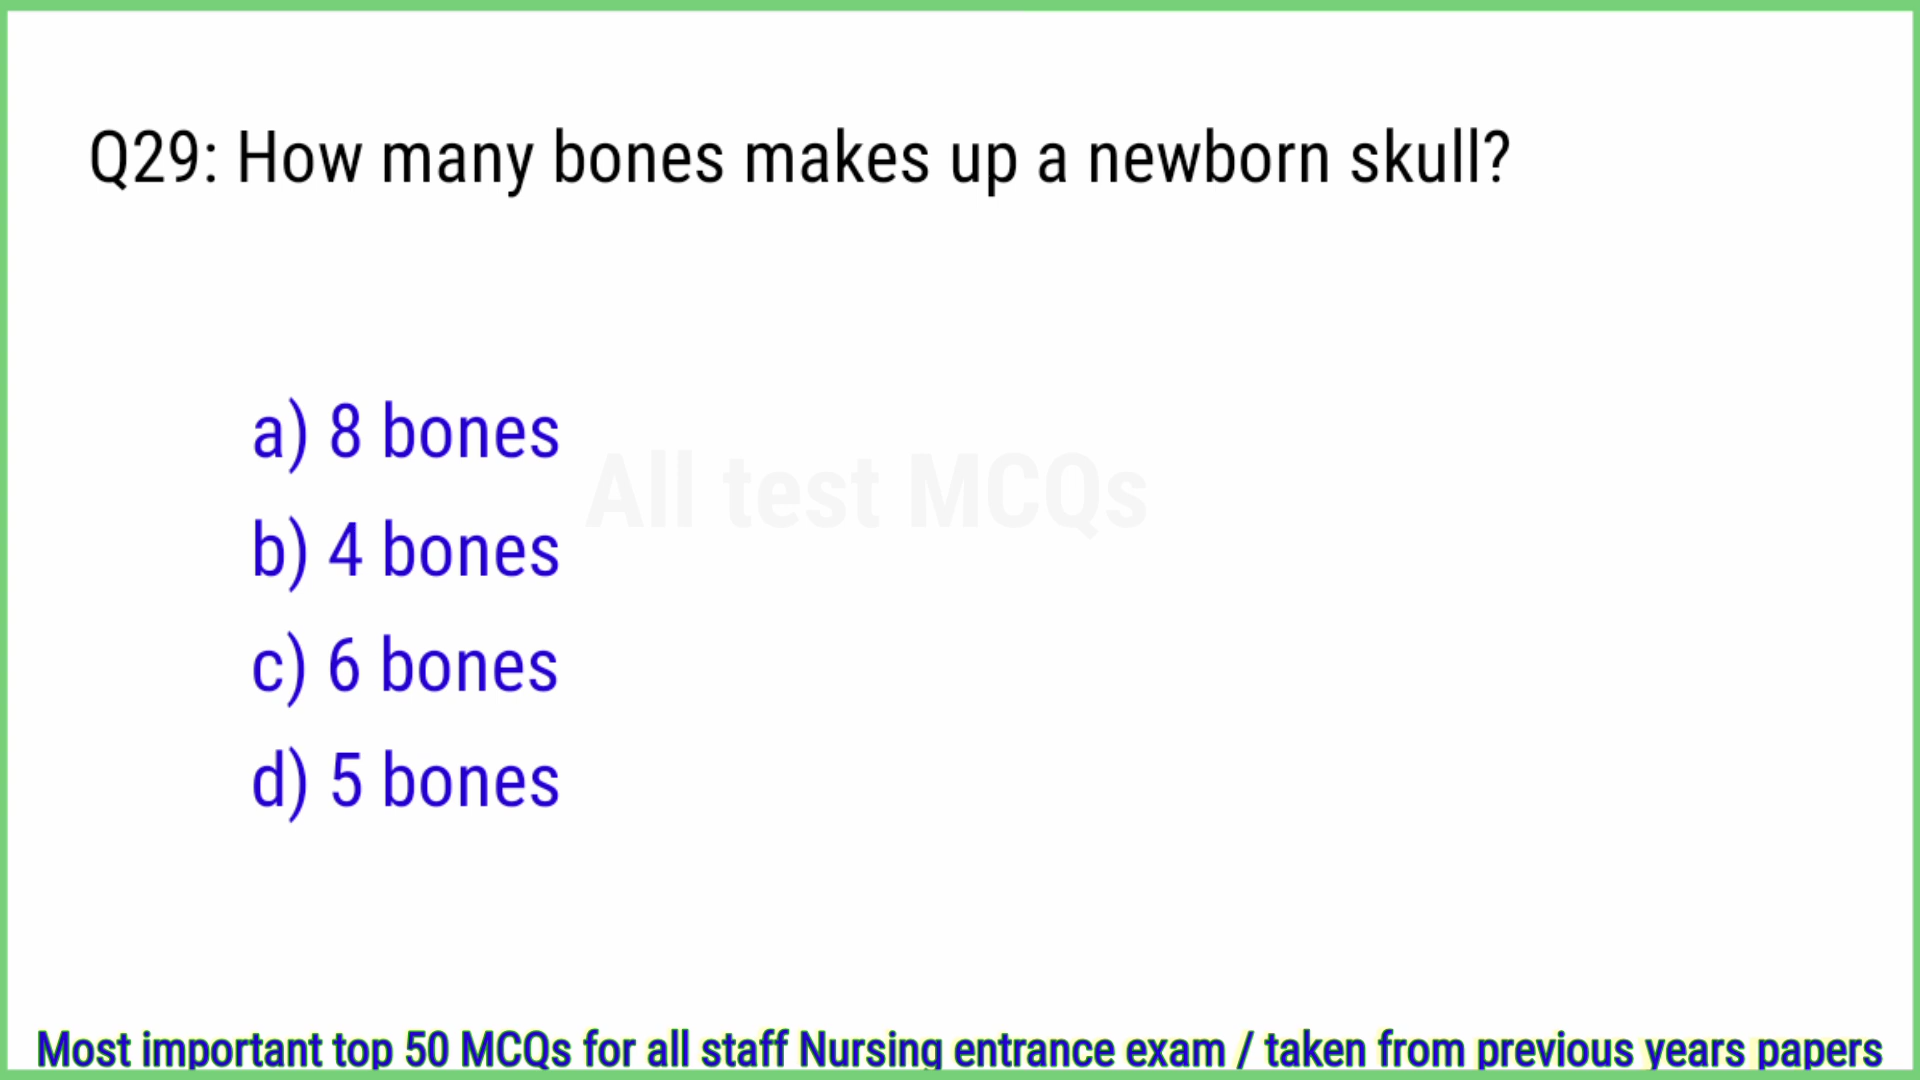 Q29: How many bones makes up a newborn skull?
a) 8 bones
All test MCQs
b) 4 bones
c) 6 bones
d) 5 bones
Most important top 50 MCQs for all staff Nursing entrance exam / taken from previous years papers